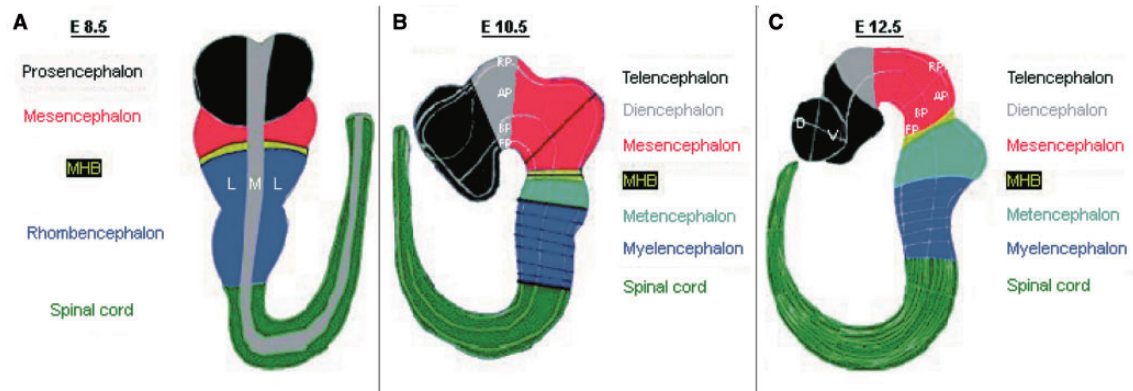 A
E 8.5
Prosencephalon
Mesencephalon
MHB
Rhombencephalon
Spinal cord
L M L
B
E 10.5
RP
AP
BP
FP
Telencephalon
Diencephalon
Mesencephalon
MHB
Metencephalon
Myelencephalon
Spinal cord
C
E 12.5
RP
AP
BP
FP
D
V
Telencephalon
Diencephalon
Mesencephalon
MHB
Metencephalon
Myelencephalon
Spinal cord